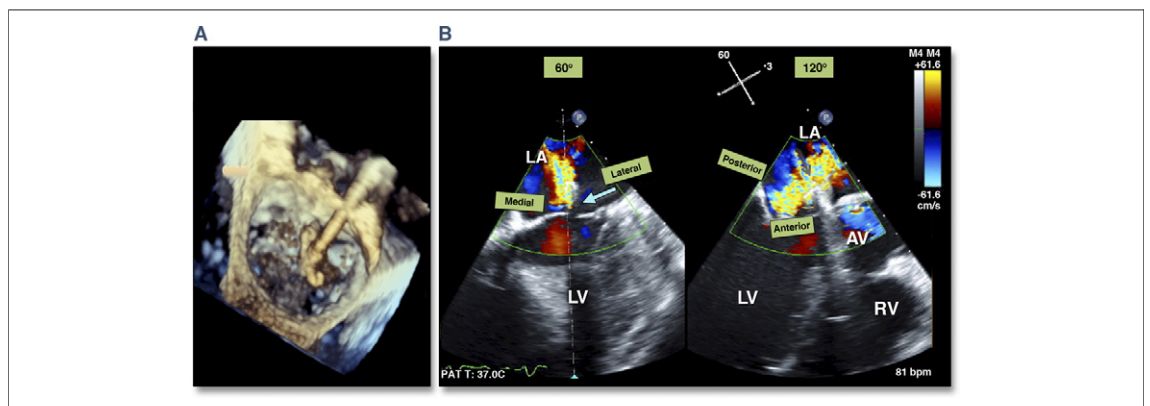 A
B
60º
LA
Lateral
Medial
LV
PAT T: 37.0C
60
120º
LA
Posterior
Anterior
AV
LV
RV
81 bpm
M4 M4
+61.6
-61.6
cm/s